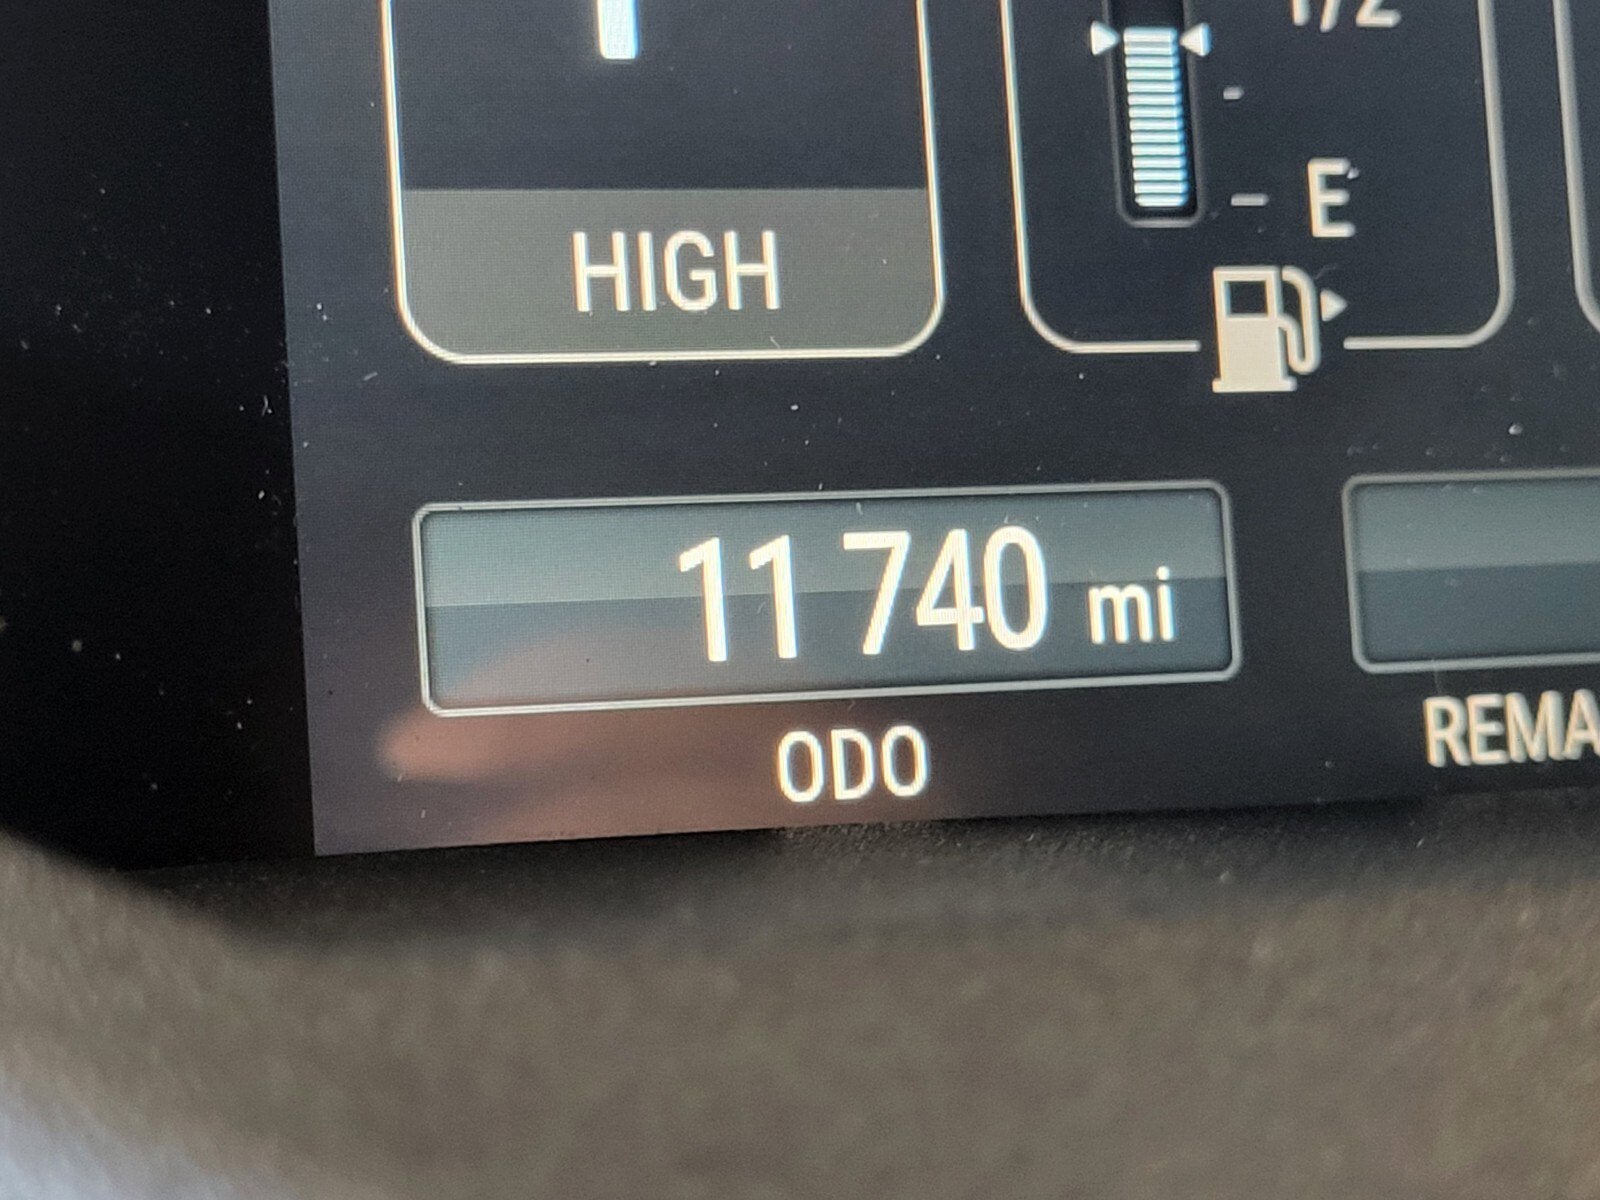 1/2
E
HIGH
11 740 mi
ODO
REMA